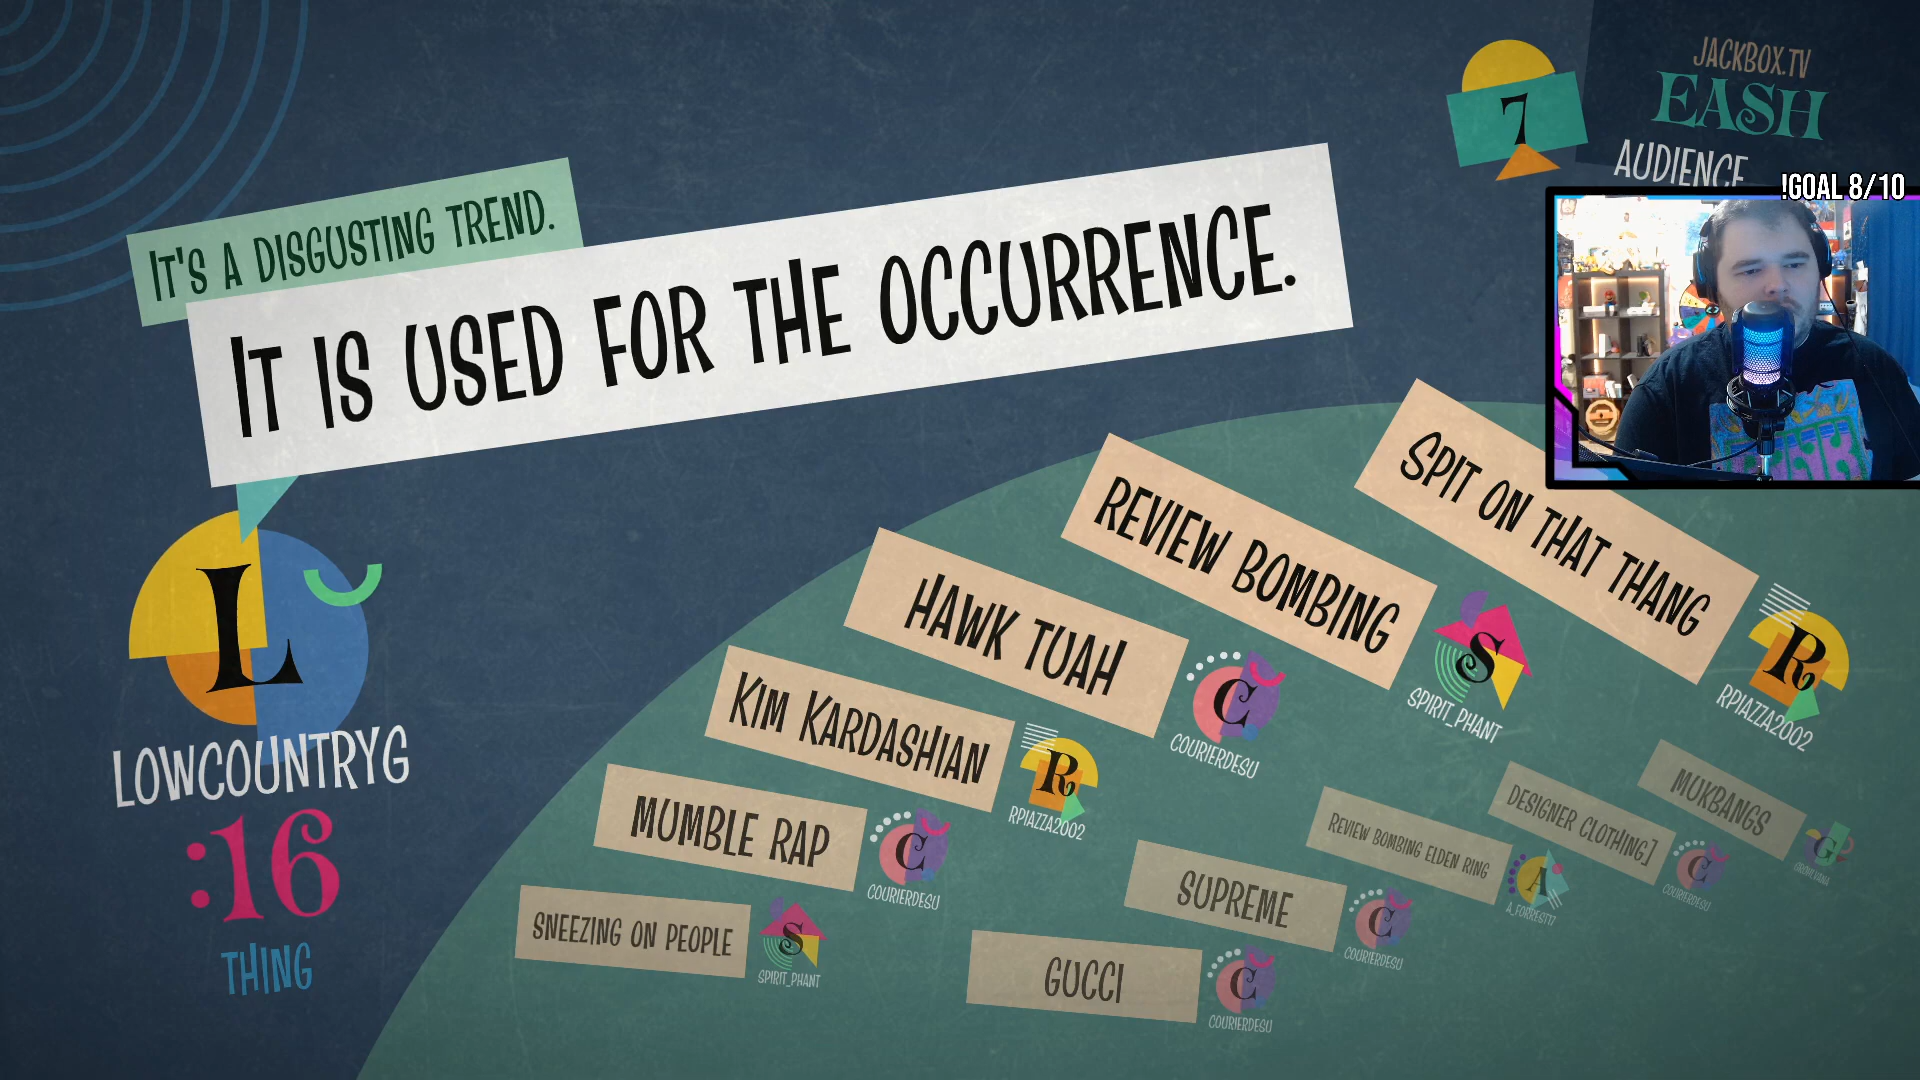 JACKBOX.TV
EASH
AUDIENCE
7
!GOAL 8/10
IT'S A DISGUSTING TREND.
IT IS USED FOR THE OCCURRENCE.
L
LOWCOUNTRYG
:16
THING
SPIT ON THAT THANG
R
RPIAZZA2002
REVIEW BOMBING
S
SPIRIT_PHANT
HAWK TUAH
C
COURIERDESU
KIM KARDASHIAN
R
RPIAZZA2002
MUMBLE RAP
C
COURIERDESU
SNEEZING ON PEOPLE
S
SPIRIT_PHANT
MUKBANGS
G
DESIGNER CLOTHING]
C
COURIERDESU
REVIEW BOMBING ELDEN RING
A
A_FORREST17
SUPREME
C
COURIERDESU
GUCCI
C
COURIERDESU